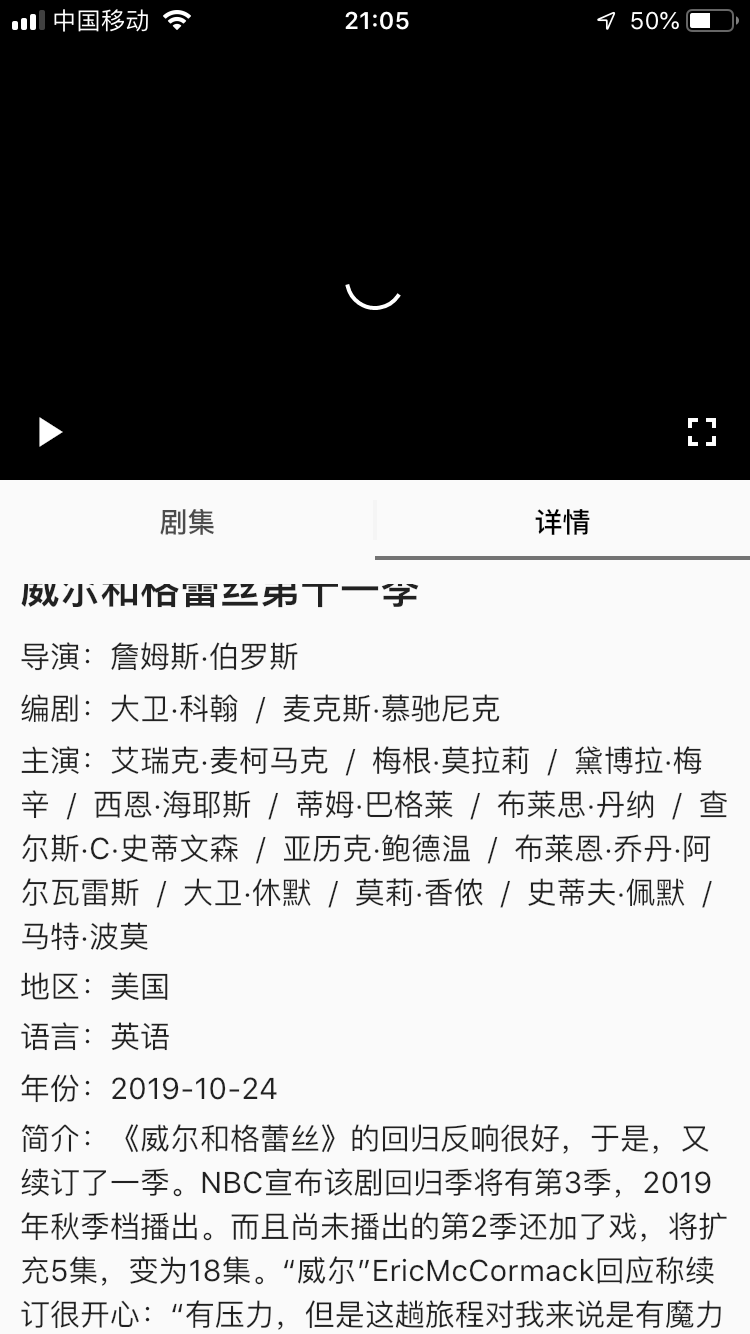 中国移动
21:05
50%
剧集
详情
威尔和格蕾丝第十一季
导演：詹姆斯·伯罗斯
编剧：大卫·科翰 / 麦克斯·慕驰尼克
主演：艾瑞克·麦柯马克 / 梅根·莫拉莉 / 黛博拉·梅
辛 / 西恩·海耶斯 / 蒂姆·巴格莱 / 布莱思·丹纳 / 查
尔斯·C·史蒂文森 / 亚历克·鲍德温 / 布莱恩·乔丹·阿
尔瓦雷斯 / 大卫·休默 / 莫莉·香侬 / 史蒂夫·佩默 /
马特·波莫
地区：美国
语言：英语
年份：2019-10-24
简介：《威尔和格蕾丝》的回归反响很好，于是，又
续订了一季。NBC宣布该剧回归季将有第3季，2019
年秋季档播出。而且尚未播出的第2季还加了戏，将扩
充5集，变为18集。“威尔”EricMcCormack回应称续
订很开心：“有压力，但是这趟旅程对我来说是有魔力